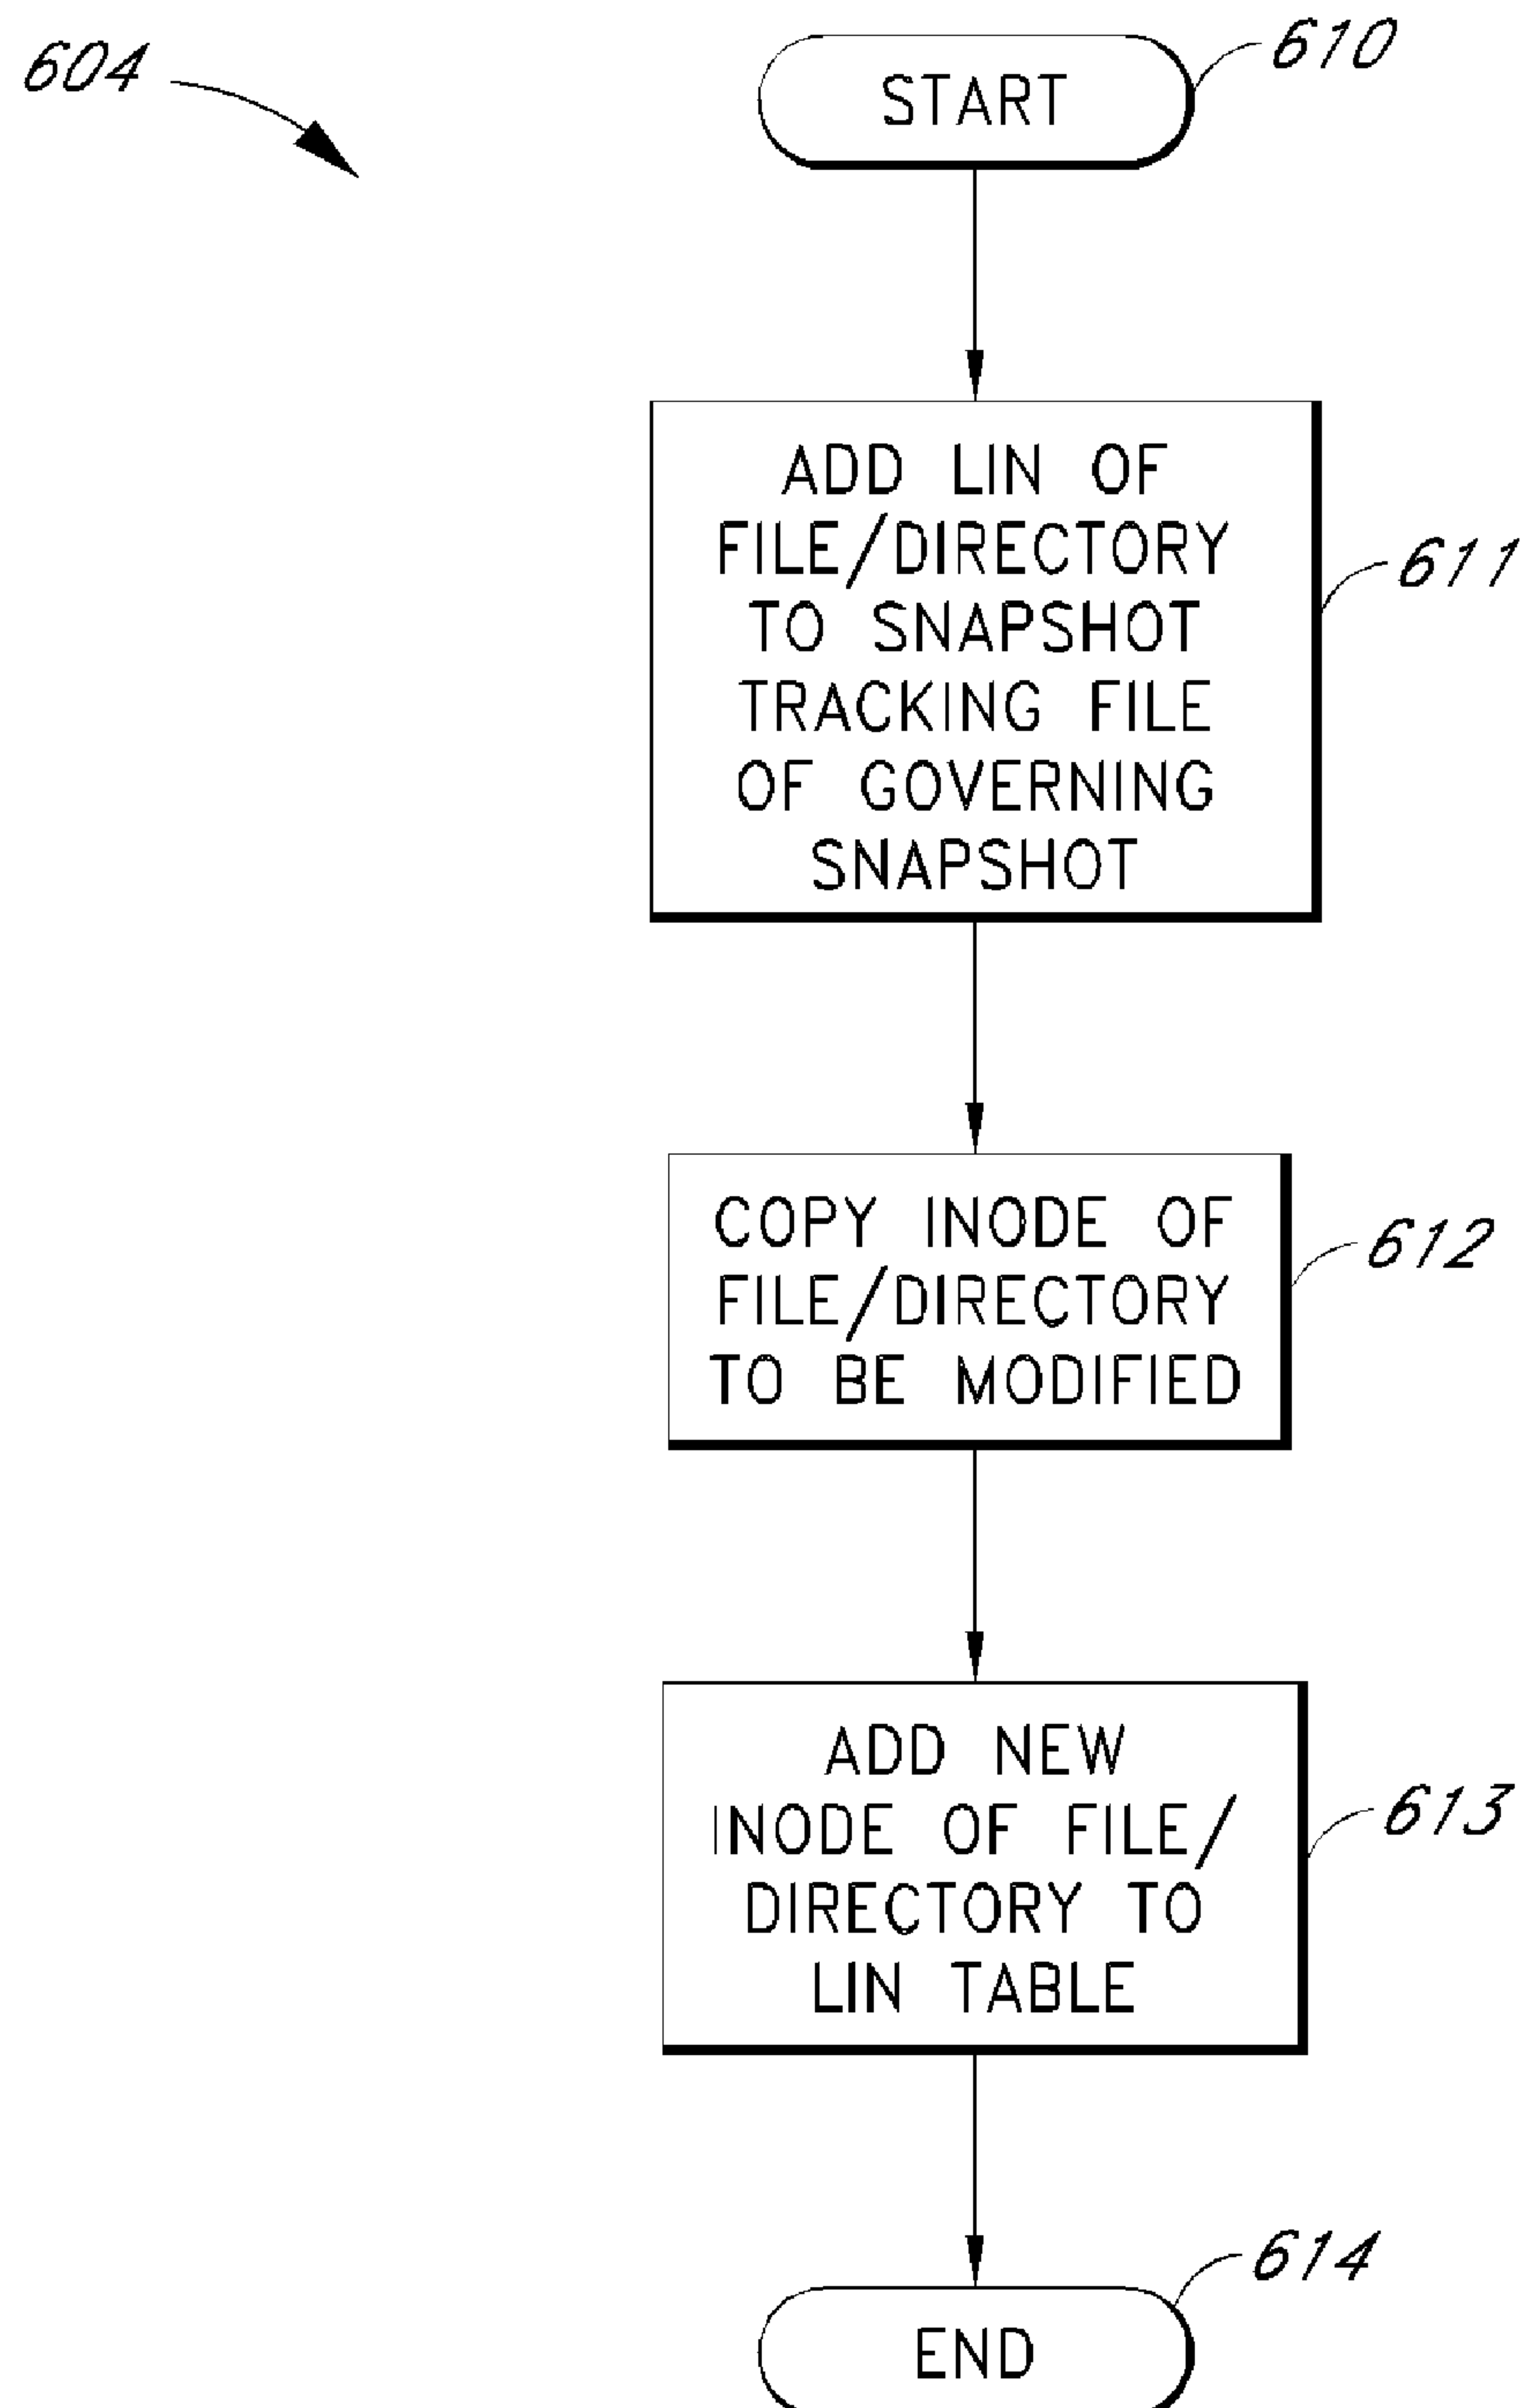 604
START
610
ADD LIN OF
FILE/DIRECTORY
TO SNAPSHOT
TRACKING FILE
OF GOVERNING
SNAPSHOT
611
COPY INODE OF
FILE/DIRECTORY
TO BE MODIFIED
612
ADD NEW
INODE OF FILE/
DIRECTORY TO
LIN TABLE
613
614
END